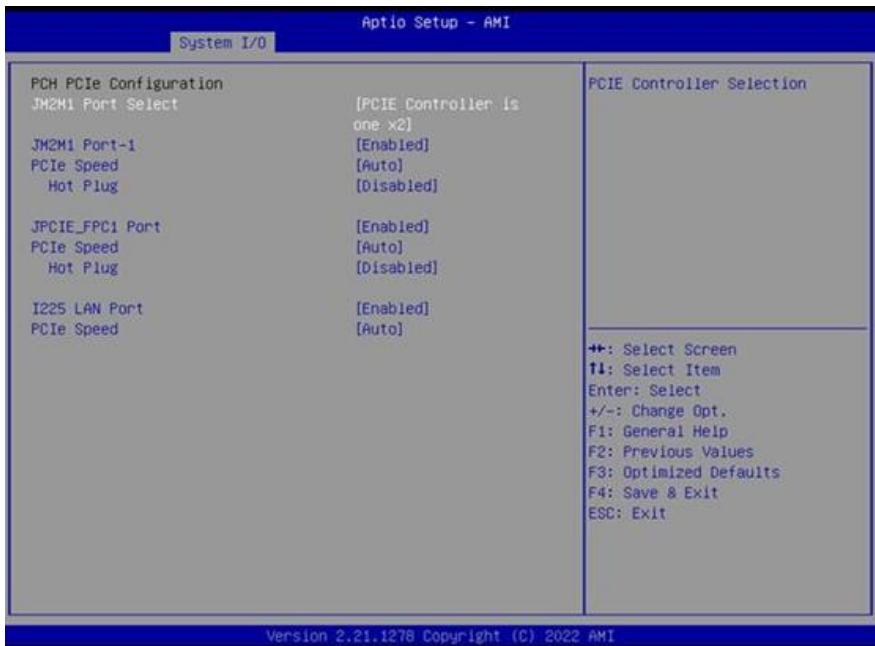 Aptio Setup - AMI
System I/O
PCH PCIe Configuration
JM2M1 Port Select [PCIE Controller is
one x2]
JM2M1 Port-1 [Enabled]
PCIe Speed [Auto]
Hot Plug [Disabled]
JPCIE_FPC1 Port [Enabled]
PCIe Speed [Auto]
Hot Plug [Disabled]
I225 LAN Port [Enabled]
PCIe Speed [Auto]
PCIE Controller Selection
→←: Select Screen
↑↓: Select Item
Enter: Select
+/-: Change Opt.
F1: General Help
F2: Previous Values
F3: Optimized Defaults
F4: Save & Exit
ESC: Exit
Version 2.21.1278 Copyright (C) 2022 AMI